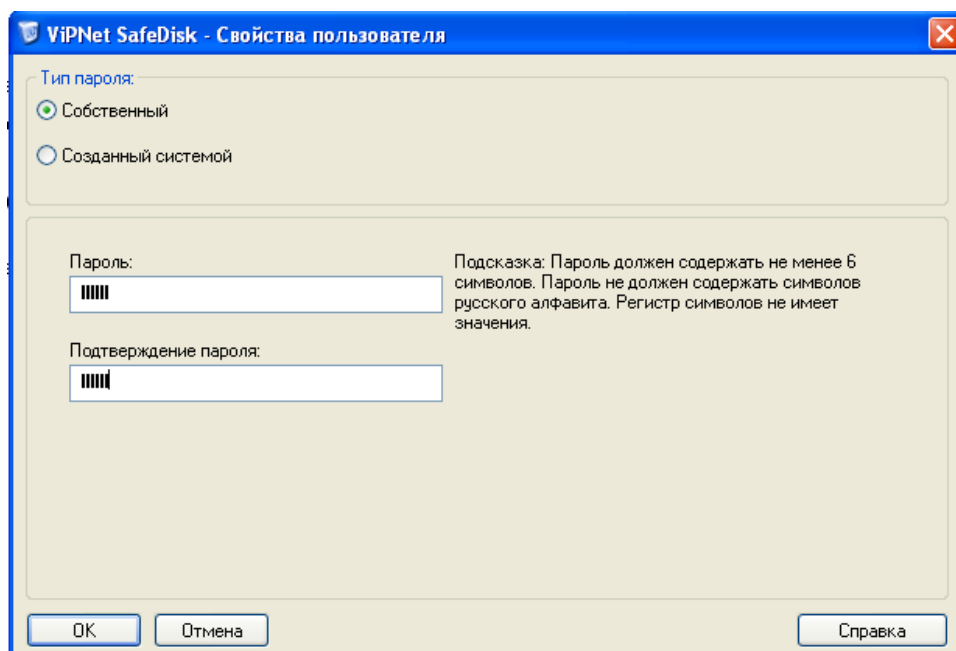 ViPNet SafeDisk - Свойства пользователя
Тип пароля:
Собственный
Созданный системой
Пароль:
Подсказка: Пароль должен содержать не менее 6
символов. Пароль не должен содержать символов
русского алфавита. Регистр символов не имеет
значения.
Подтверждение пароля:
OK
Отмена
Справка